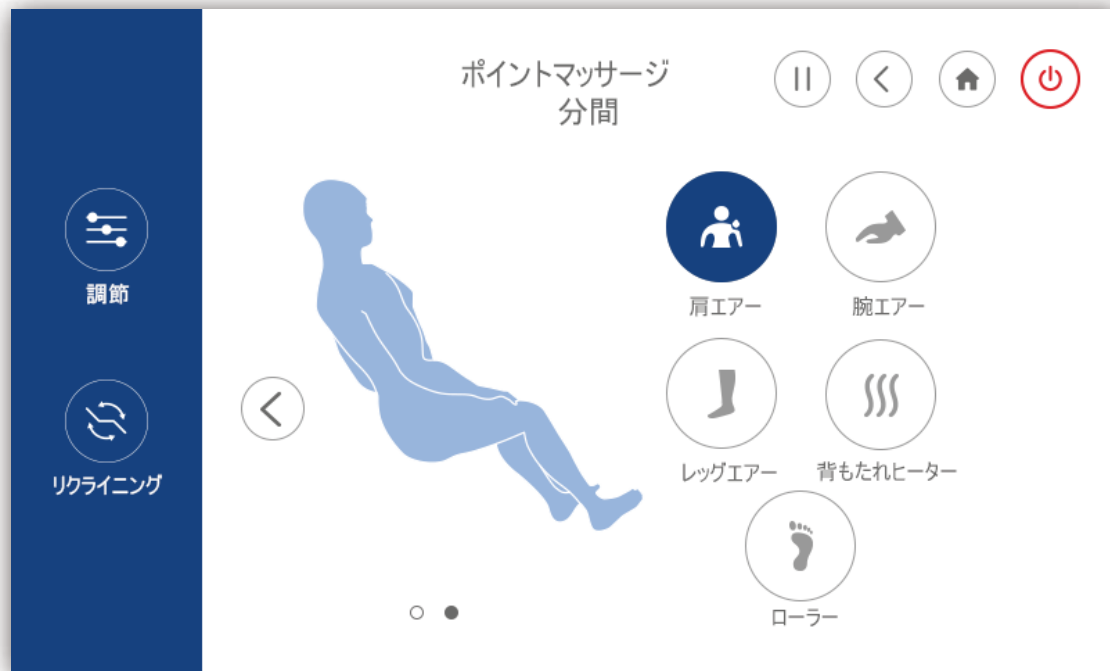 ポイントマッサージ
分間
調節
リクライニング
肩エアー
腕エアー
レッグエアー
背もたれヒーター
ローラー